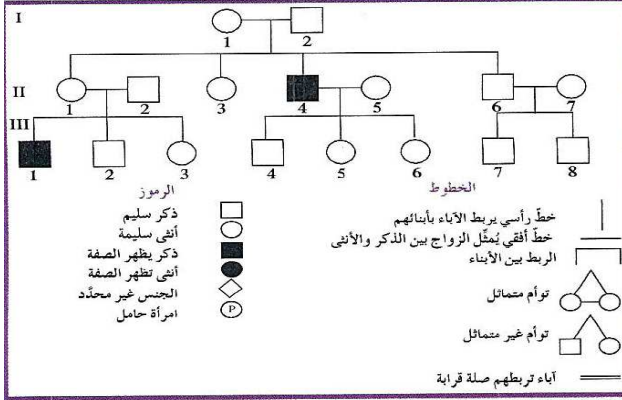 I
1 2
II
1 2 3 4 5 6 7
III
1 2 3 4 5 6 7 8
الرموز
ذكر سليم
أنثى سليمة
ذكر يظهر الصفة
أنثى تظهر الصفة
الجنس غير محدّد
امرأة حامل
P
الخطوط
خطّ رأسي يربط الآباء بأبنائهم
خطّ أفقي يُمثِّل الزواج بين الذكر والأنثى
الربط بين الأبناء
توأم متماثل
توأم غير متماثل
آباء تربطهم صلة قرابة